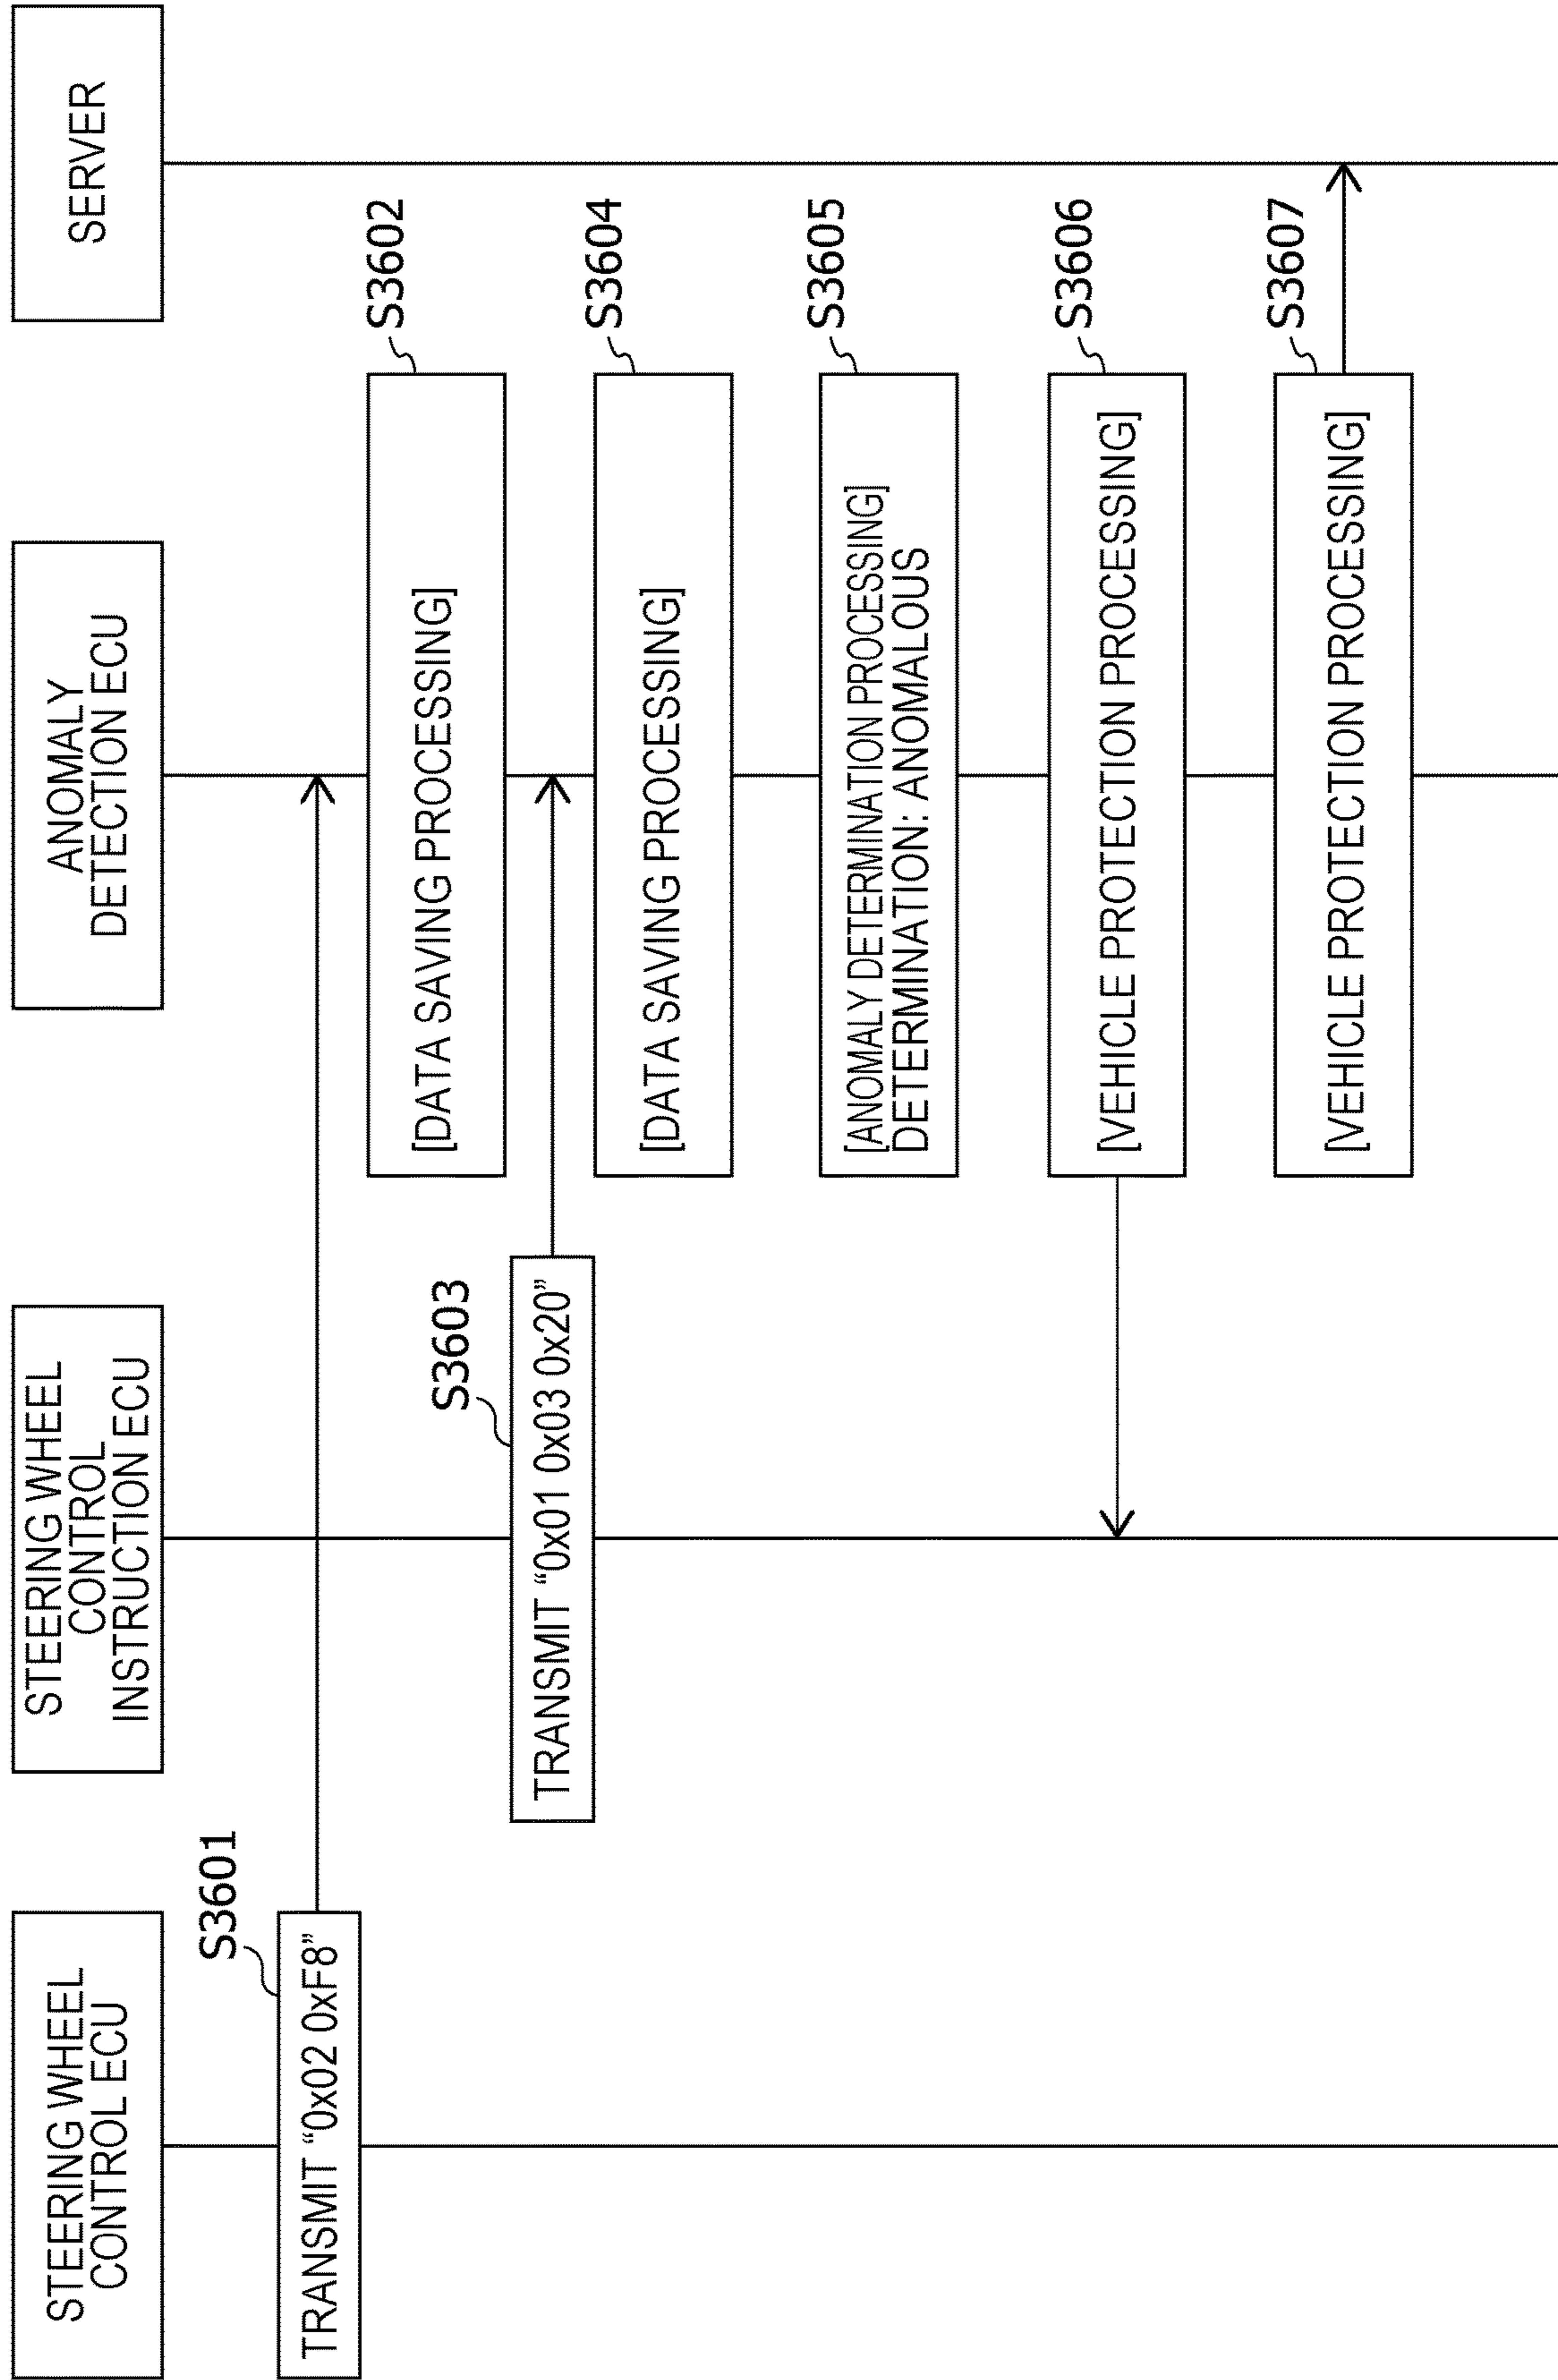 STEERING WHEEL
CONTROL ECU
STEERING WHEEL
CONTROL
INSTRUCTION ECU
ANOMALY
DETECTION ECU
SERVER
S3601
TRANSMIT “0x02 0xF8”
S3602
[DATA SAVING PROCESSING]
S3603
TRANSMIT “0x01 0x03 0x20”
S3604
[DATA SAVING PROCESSING]
S3605
[ANOMALY DETERMINATION PROCESSING]
DETERMINATION: ANOMALOUS
S3606
[VEHICLE PROTECTION PROCESSING]
S3607
[VEHICLE PROTECTION PROCESSING]